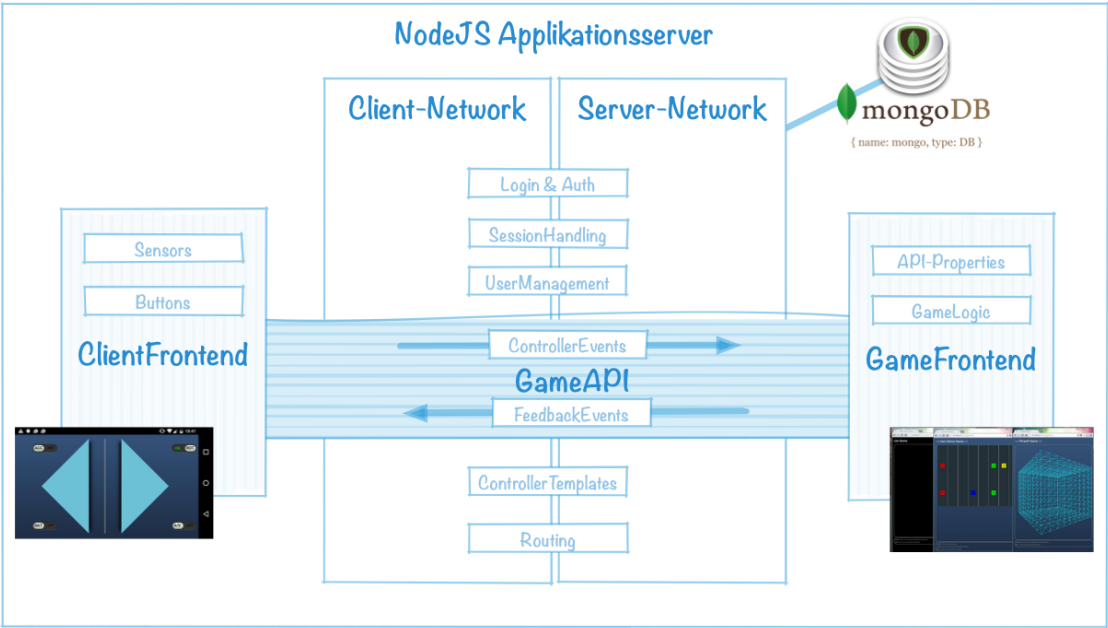 NodeJS Applikationsserver
Client-Network
Server-Network
mongoDB
{ name: mongo, type: DB }
Login & Auth
SessionHandling
UserManagement
Sensors
Buttons
ClientFrontend
API-Properties
GameLogic
GameFrontend
ControllerEvents
GameAPI
FeedbackEvents
ControllerTemplates
Routing